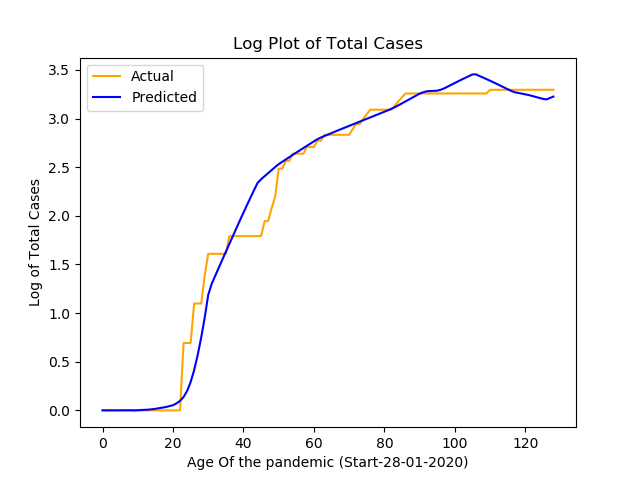 Log Plot of Total Cases
Actual
Predicted
3.5
3.0
2.5
2.0
1.5
1.0
0.5
0.0
Log of Total Cases
0 20 40 60 80 100 120
Age Of the pandemic (Start-28-01-2020)